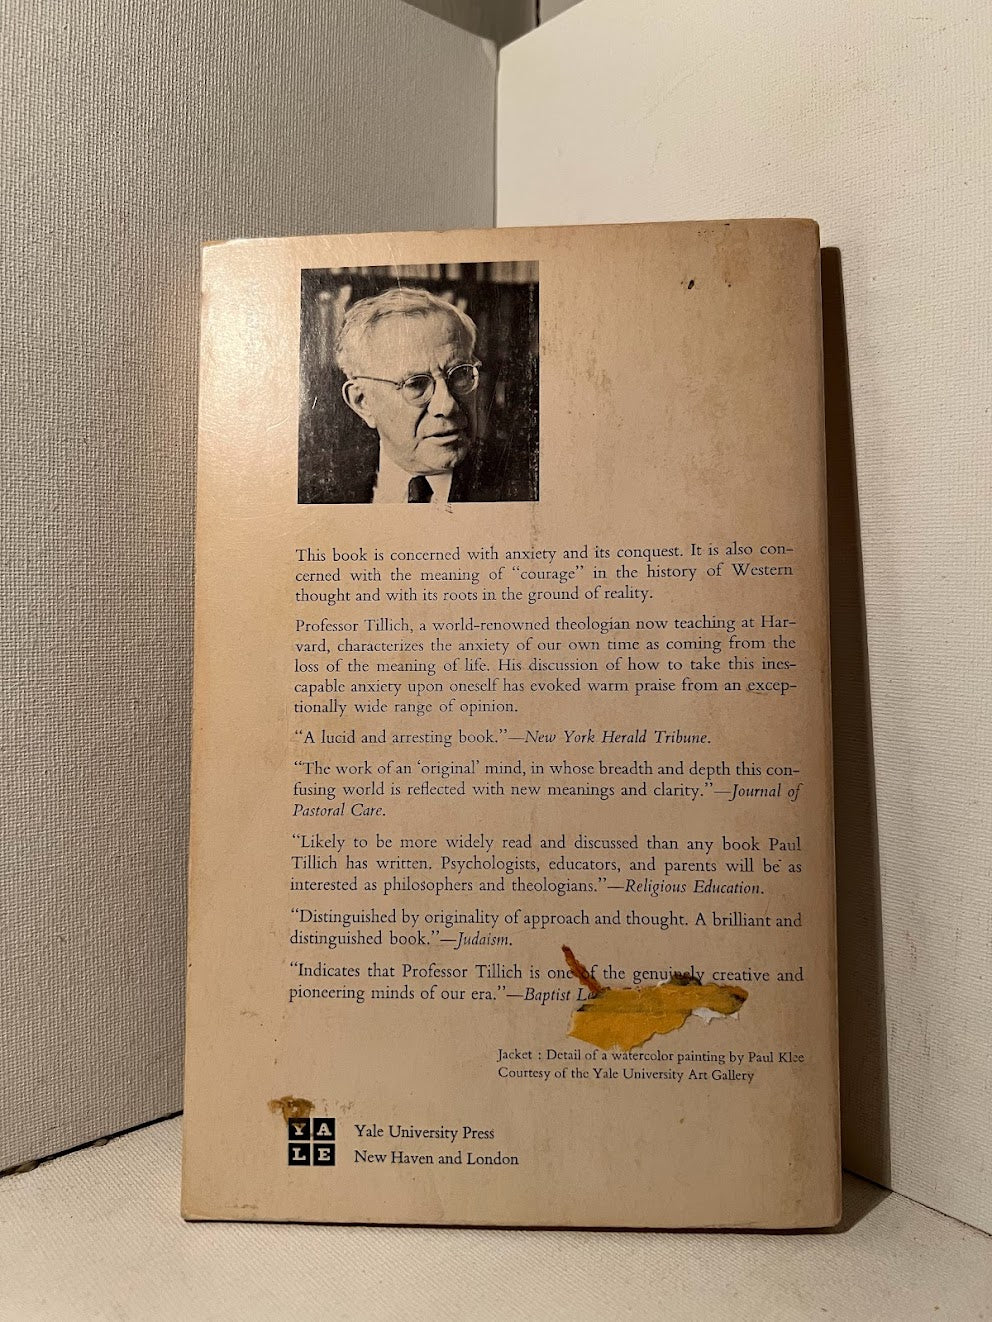 This book is concerned with anxiety and its conquest. It is also con-
cerned with the meaning of “courage” in the history of Western
thought and with its roots in the ground of reality.
Professor Tillich, a world-renowned theologian now teaching at Har-
vard, characterizes the anxiety of our own time as coming from the
loss of the meaning of life. His discussion of how to take this ines-
capable anxiety upon oneself has evoked warm praise from an excep-
tionally wide range of opinion.
“A lucid and arresting book.”—New York Herald Tribune.
“The work of an ‘original’ mind, in whose breadth and depth this con-
fusing world is reflected with new meanings and clarity.”—Journal of
Pastoral Care.
“Likely to be more widely read and discussed than any book Paul
Tillich has written. Psychologists, educators, and parents will be as
interested as philosophers and theologians.”—Religious Education.
“Distinguished by originality of approach and thought. A brilliant and
distinguished book.”—Judaism.
“Indicates that Professor Tillich is one of the genuinely creative and
pioneering minds of our era.”—Baptist
Jacket : Detail of a watercolor painting by Paul Klee
Courtesy of the Yale University Art Gallery
YALE
Yale University Press
New Haven and London